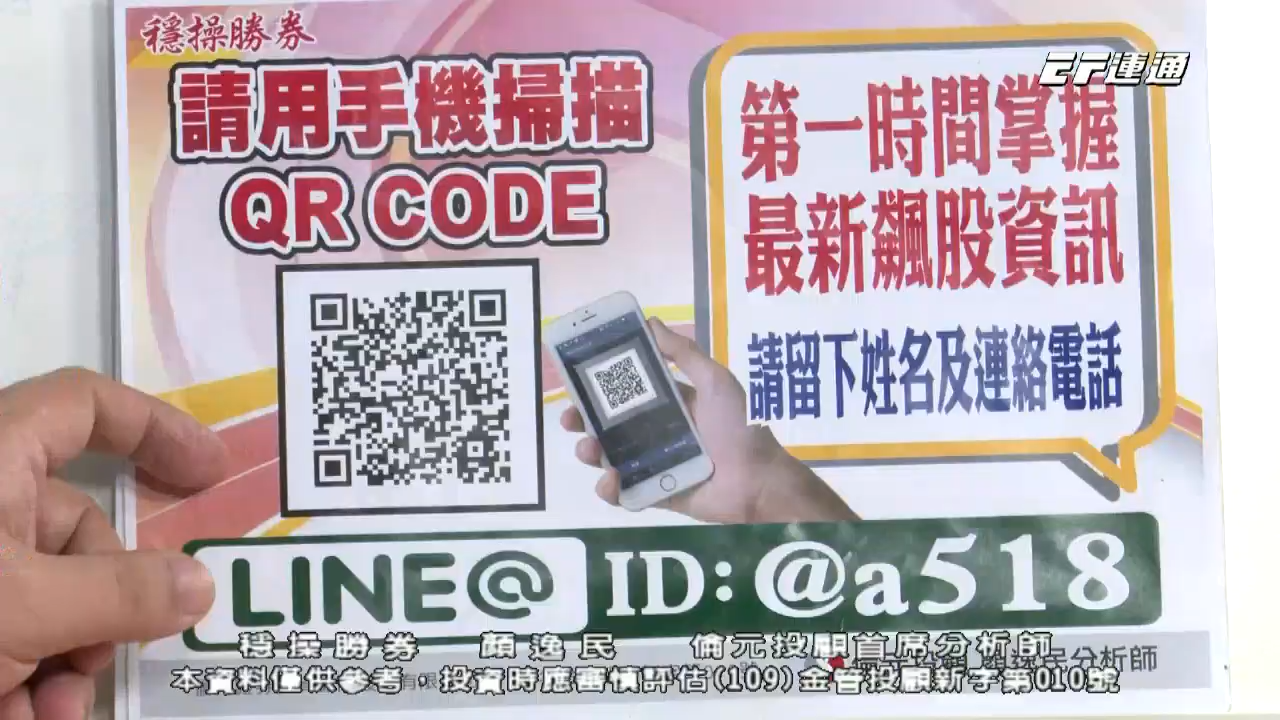 穩操勝券
請用手機掃描
QR CODE
運通
第一時間掌握
最新飆股資訊
請留下姓名及連絡電話
LINE@ ID:@a518
穩操勝券 顏逸民 倫元投顧首席分析師
分析師
本資料僅供參考 投資時應審慎評估(109)金管投顧新字第010號